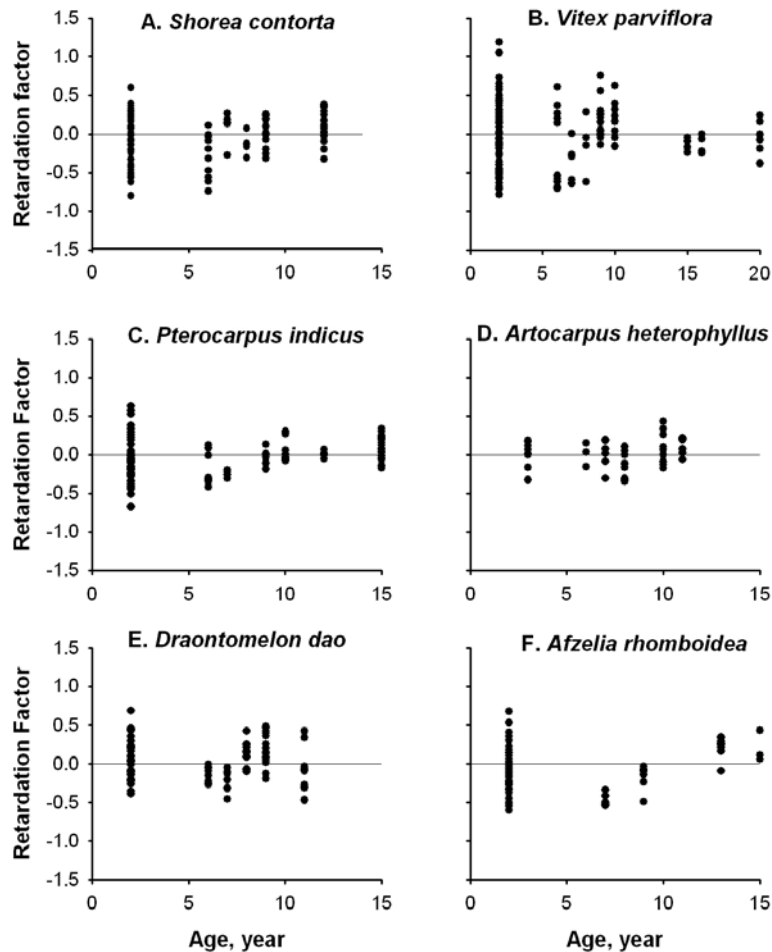 A. Shorea contorta
B. Vitex parviflora
Retardation factor
1.5
1.0
0.5
0.0
-0.5
-1.0
-1.5
0 5 10 15
0 5 10 15 20
C. Pterocarpus indicus
D. Artocarpus heterophyllus
Retardation Factor
1.5
1.0
0.5
0.0
-0.5
-1.0
-1.5
0 5 10 15
0 5 10 15
E. Draontomelon dao
F. Afzelia rhomboidea
Retardation Factor
1.5
1.0
0.5
0.0
-0.5
-1.0
-1.5
0 5 10 15
0 5 10 15
Age, year
Age, year